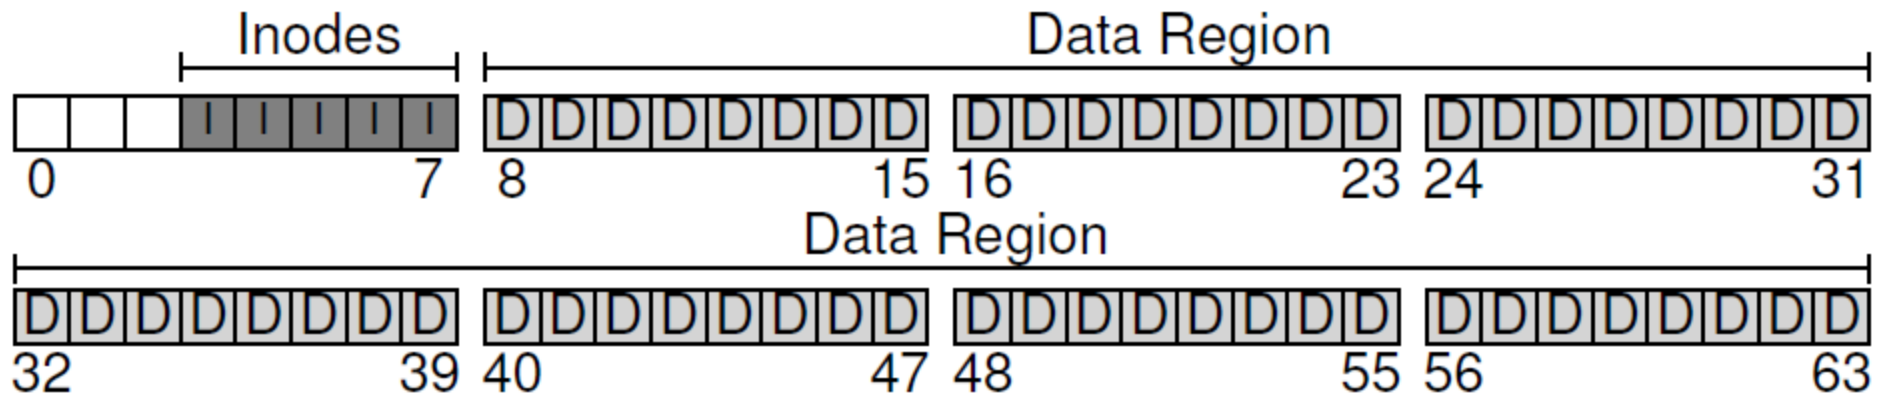 Inodes Data Region
I I I I I D D D D D D D D D D D D D D D D D D D D D D D D
0 7 8 15 16 23 24 31
Data Region
D D D D D D D D D D D D D D D D D D D D D D D D D D D D D D D D
32 39 40 47 48 55 56 63